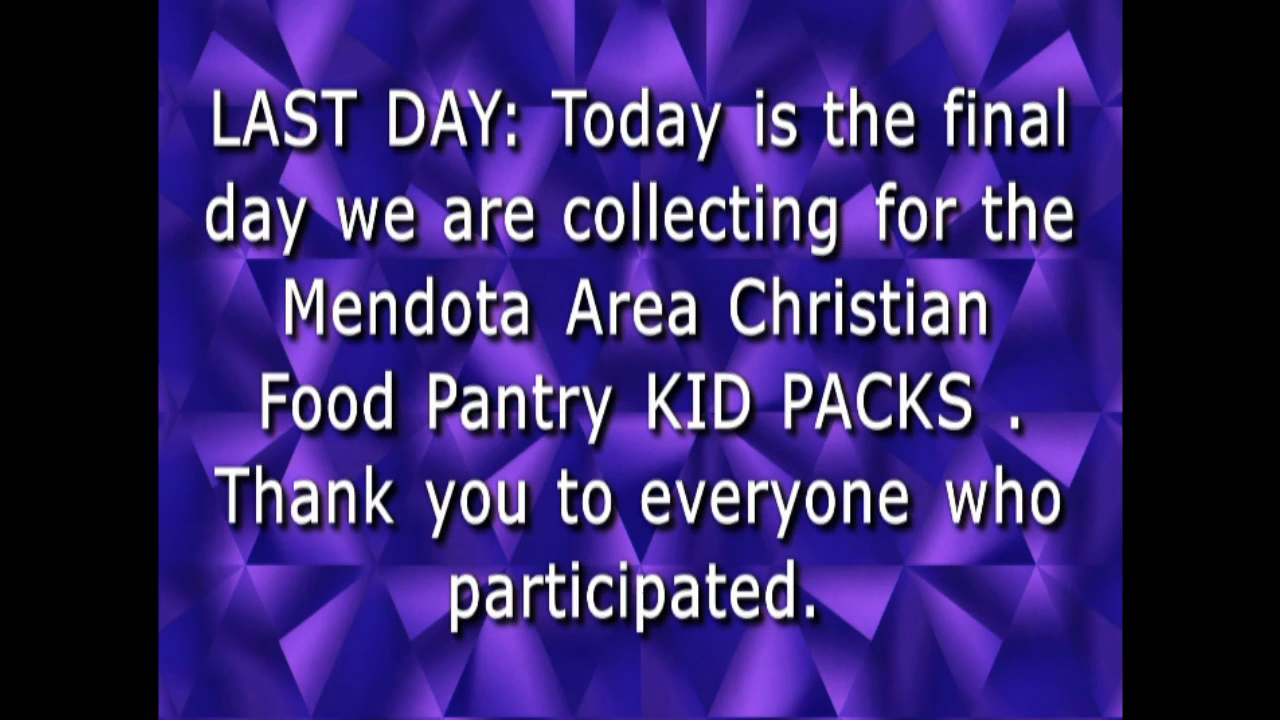 LAST DAY: Today is the final
day we are collecting for the
Mendota Area Christian
Food Pantry KID PACKS .
Thank you to everyone who
participated.